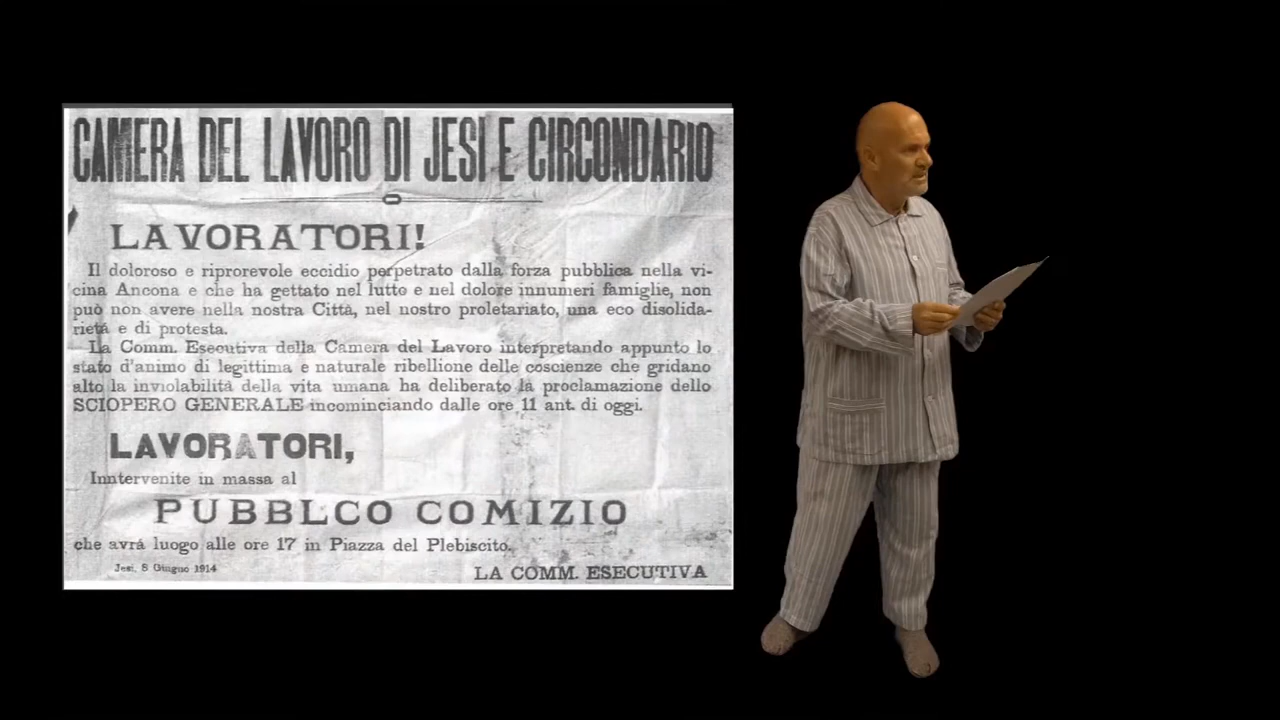 CAMERA DEL LAVORO DI JESI E CIRCONDARIO
LAVORATORI!
Il doloroso e riprorevole eccidio perpetrato dalla forza pubblica nella vi-
cina Ancona e che ha gettato nel lutto e nel dolore innumeri famiglie, non
può non avere nella nostra Città, nel nostro proletariato, una eco disolida-
rietà e di protesta.
La Comm. Esecutiva della Camera del Lavoro interpretando appunto lo
stato d'animo di legittima e naturale ribellione delle coscienze che gridano
alto la inviolabilità della vita umana ha deliberato la proclamazione dello
SCIOPERO GENERALE incominciando dalle ore 11 ant. di oggi.
LAVORATORI,
Inntervenite in massa al
PUBBLCO COMIZIO
che avrá luogo alle ore 17 in Piazza del Plebiscito.
Jesi, 8 Giugno 1914
LA COMM. ESECUTIVA